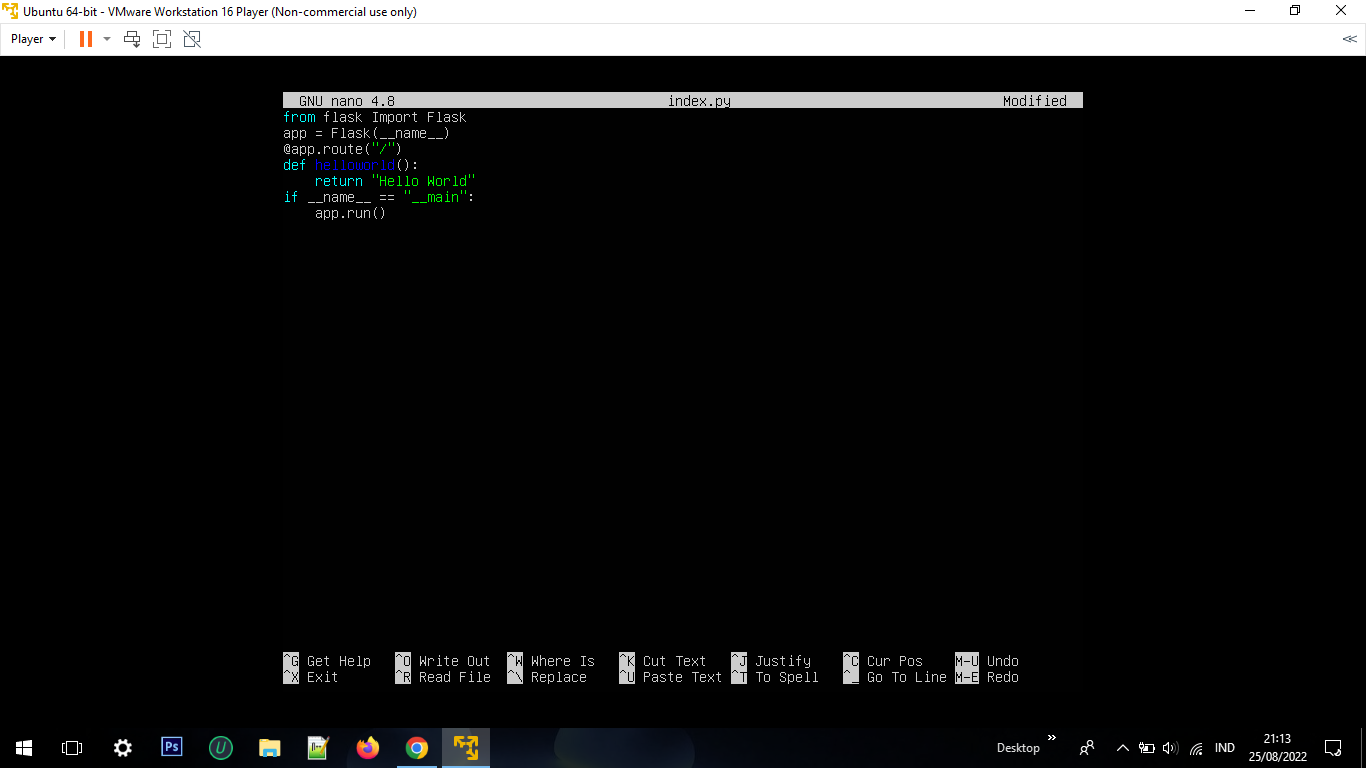 Ubuntu 64-bit - VMware Workstation 16 Player (Non-commercial use only)
Player
GNU nano 4.8 index.py Modified
from flask Import Flask
app = Flask(__name__)
@app.route("/")
def helloworld():
    return "Hello World"
if __name__ == "__main":
    app.run()
^G Get Help ^O Write Out ^W Where Is ^K Cut Text ^J Justify ^C Cur Pos M-U Undo
^X Exit ^R Read File ^\ Replace ^U Paste Text ^T To Spell ^_ Go To Line M-E Redo
Ps U Desktop IND 21:13
25/08/2022